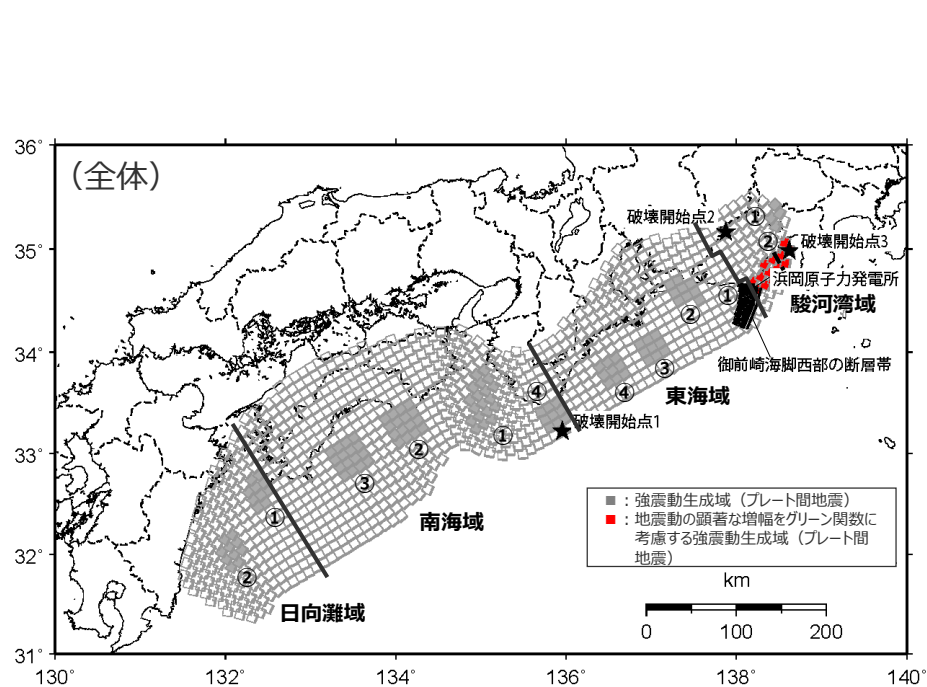 36°
（全体）
破壊開始点2
①
②
破壊開始点3
35°
浜岡原子力発電所
①
駿河湾域
②
34°
御前崎海脚西部の断層帯
③
④
④
東海域
破壊開始点1
①
②
33°
③
①
南海域
■：強震動生成域（プレート間地震）
■：地震動の顕著な増幅をグリーン関数に
考慮する強震動生成域（プレート間
地震）
32°
②
日向灘域
km
0 100 200
31°
130° 132° 134° 136° 138° 140°